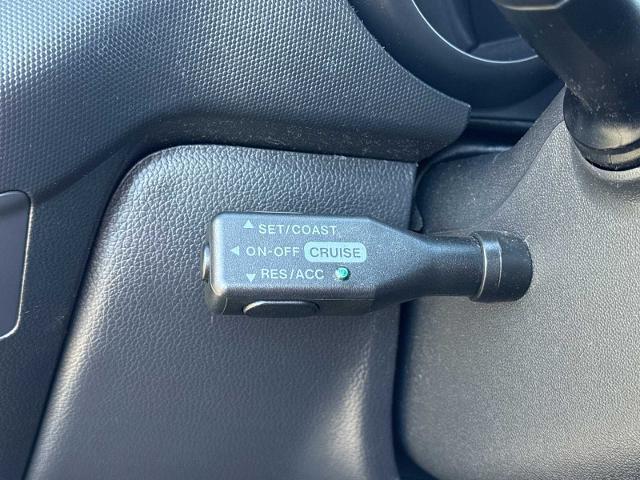 ▲ SET/COAST
◄ ON-OFF CRUISE
▼ RES/ACC